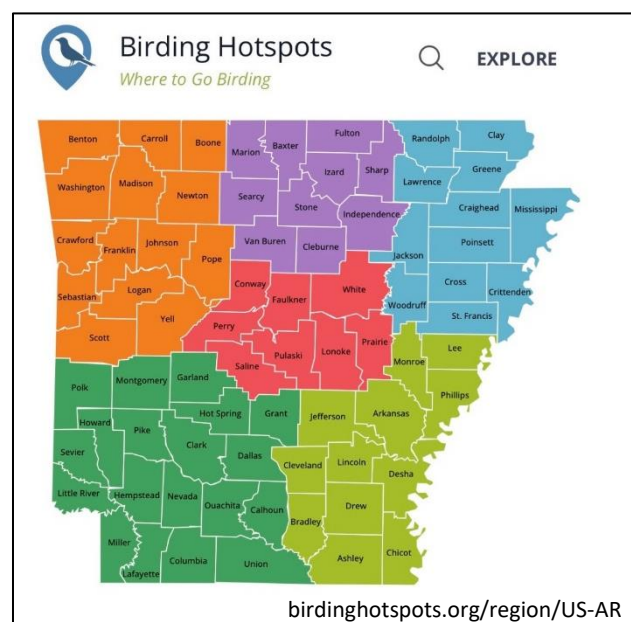 Birding Hotspots
EXPLORE
Where to Go Birding
Benton
Carroll
Boone
Marion
Baxter
Fulton
Randolph
Clay
Washington
Madison
Newton
Searcy
Stone
Izard
Sharp
Lawrence
Greene
Craighead
Mississippi
Independence
Crawford
Franklin
Johnson
Pope
Van Buren
Cleburne
Jackson
Poinsett
Sebastian
Logan
Conway
Faulkner
White
Woodruff
Cross
Crittenden
St. Francis
Scott
Yell
Perry
Saline
Pulaski
Lonoke
Prairie
Monroe
Lee
Phillips
Polk
Montgomery
Garland
Hot Spring
Grant
Jefferson
Arkansas
Howard
Pike
Clark
Dallas
Cleveland
Lincoln
Desha
Sevier
Little River
Hempstead
Nevada
Ouachita
Calhoun
Bradley
Drew
Miller
Lafayette
Columbia
Union
Ashley
Chicot
birdinghotspots.org/region/US-AR